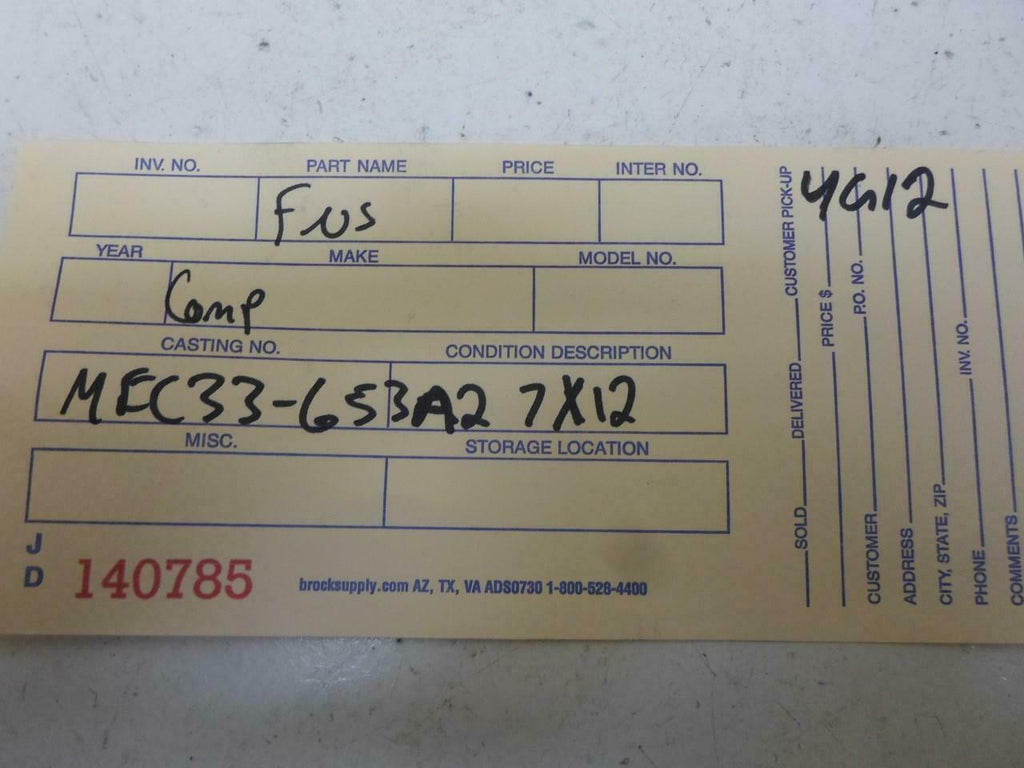 INV. NO. PART NAME PRICE INTER NO.
Fus
YEAR MAKE MODEL NO.
Comp
CASTING NO. CONDITION DESCRIPTION
MFC33-653A2 7X12
MISC. STORAGE LOCATION
J
D
140785
brocksupply.com AZ, TX, VA ADS0730 1-800-528-4400
SOLD DELIVERED CUSTOMER PICK-UP
PRICE $
CUSTOMER P.O. NO.
ADDRESS
CITY, STATE, ZIP
PHONE INV. NO.
COMMENTS
4G12